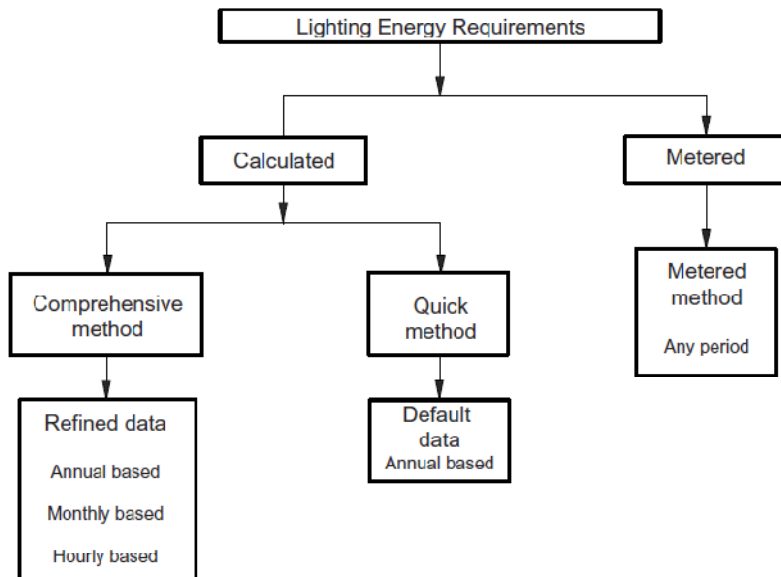 Lighting Energy Requirements
Calculated
Metered
Comprehensive
method
Quick
method
Metered
method
Any period
Refined data
Annual based
Monthly based
Hourly based
Default
data
Annual based